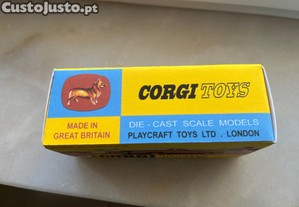 CustoJusto.pt
CORGI TOYS
MADE IN
GREAT BRITAIN
DIE-CAST SCALE MODELS
PLAYCRAFT TOYS LTD. LONDON